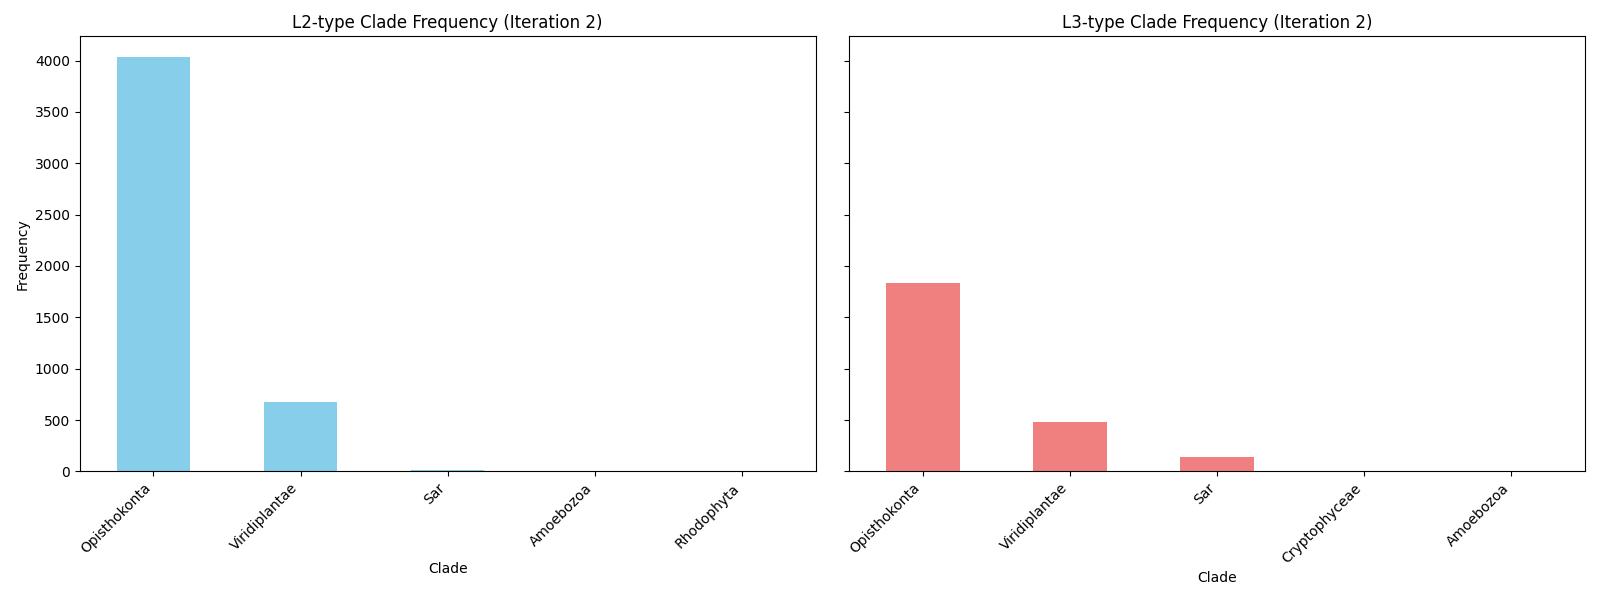 L2-type Clade Frequency (Iteration 2)
Frequency
4000
3500
3000
2500
2000
1500
1000
500
0
Opisthokonta
Viridiplantae
Sar
Amoebozoa
Rhodophyta
Clade
L3-type Clade Frequency (Iteration 2)
Opisthokonta
Viridiplantae
Sar
Cryptophyceae
Amoebozoa
Clade